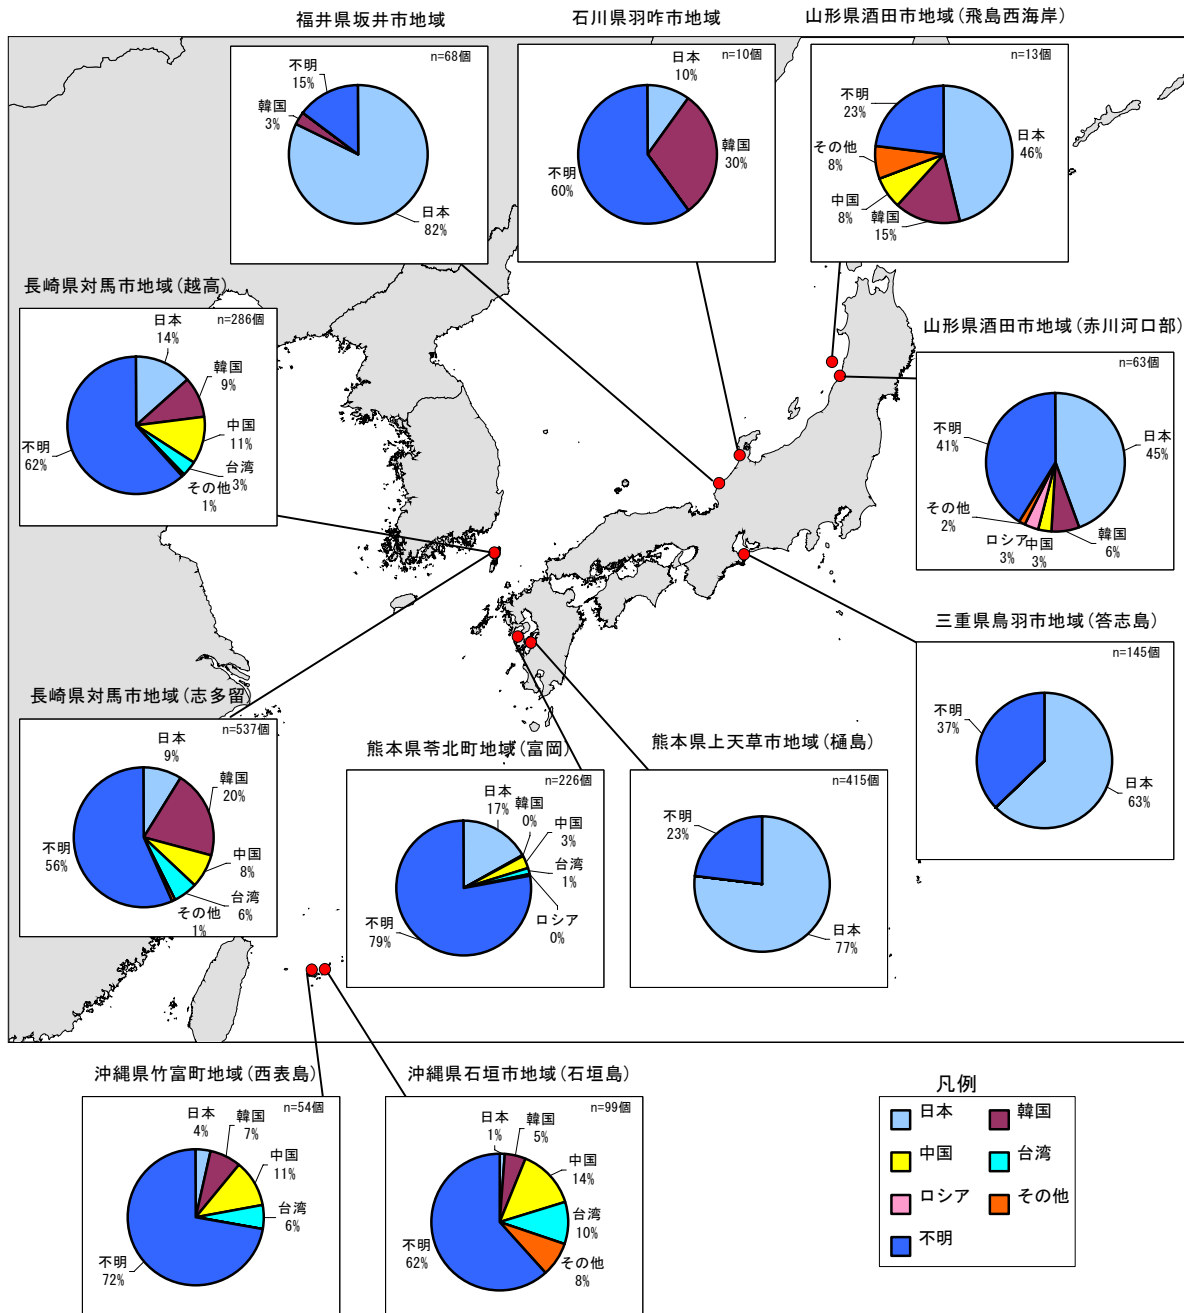 福井県坂井市地域
n=68個
不明
15%
韓国
3%
日本
82%
石川県羽咋市地域
n=10個
日本
10%
韓国
30%
不明
60%
山形県酒田市地域(飛島西海岸)
n=13個
不明
23%
その他
8%
中国
8%
韓国
15%
日本
46%
長崎県対馬市地域(越高)
n=286個
日本
14%
韓国
9%
中国
11%
台湾
3%
その他
1%
不明
62%
山形県酒田市地域(赤川河口部)
n=63個
不明
41%
日本
45%
その他
2%
ロシア
3%
中国
3%
韓国
6%
三重県鳥羽市地域(答志島)
n=145個
不明
37%
日本
63%
長崎県対馬市地域(志多留)
n=537個
日本
9%
韓国
20%
中国
8%
台湾
6%
その他
1%
不明
56%
熊本県苓北町地域(富岡)
n=226個
日本
17%
韓国
0%
中国
3%
台湾
1%
ロシア
0%
不明
79%
熊本県上天草市地域(樋島)
n=415個
不明
23%
日本
77%
沖縄県竹富町地域(西表島)
n=54個
日本
4%
韓国
7%
中国
11%
台湾
6%
不明
72%
沖縄県石垣市地域(石垣島)
n=99個
日本
1%
韓国
5%
中国
14%
台湾
10%
その他
8%
不明
62%
凡例
日本
韓国
中国
台湾
ロシア
その他
不明